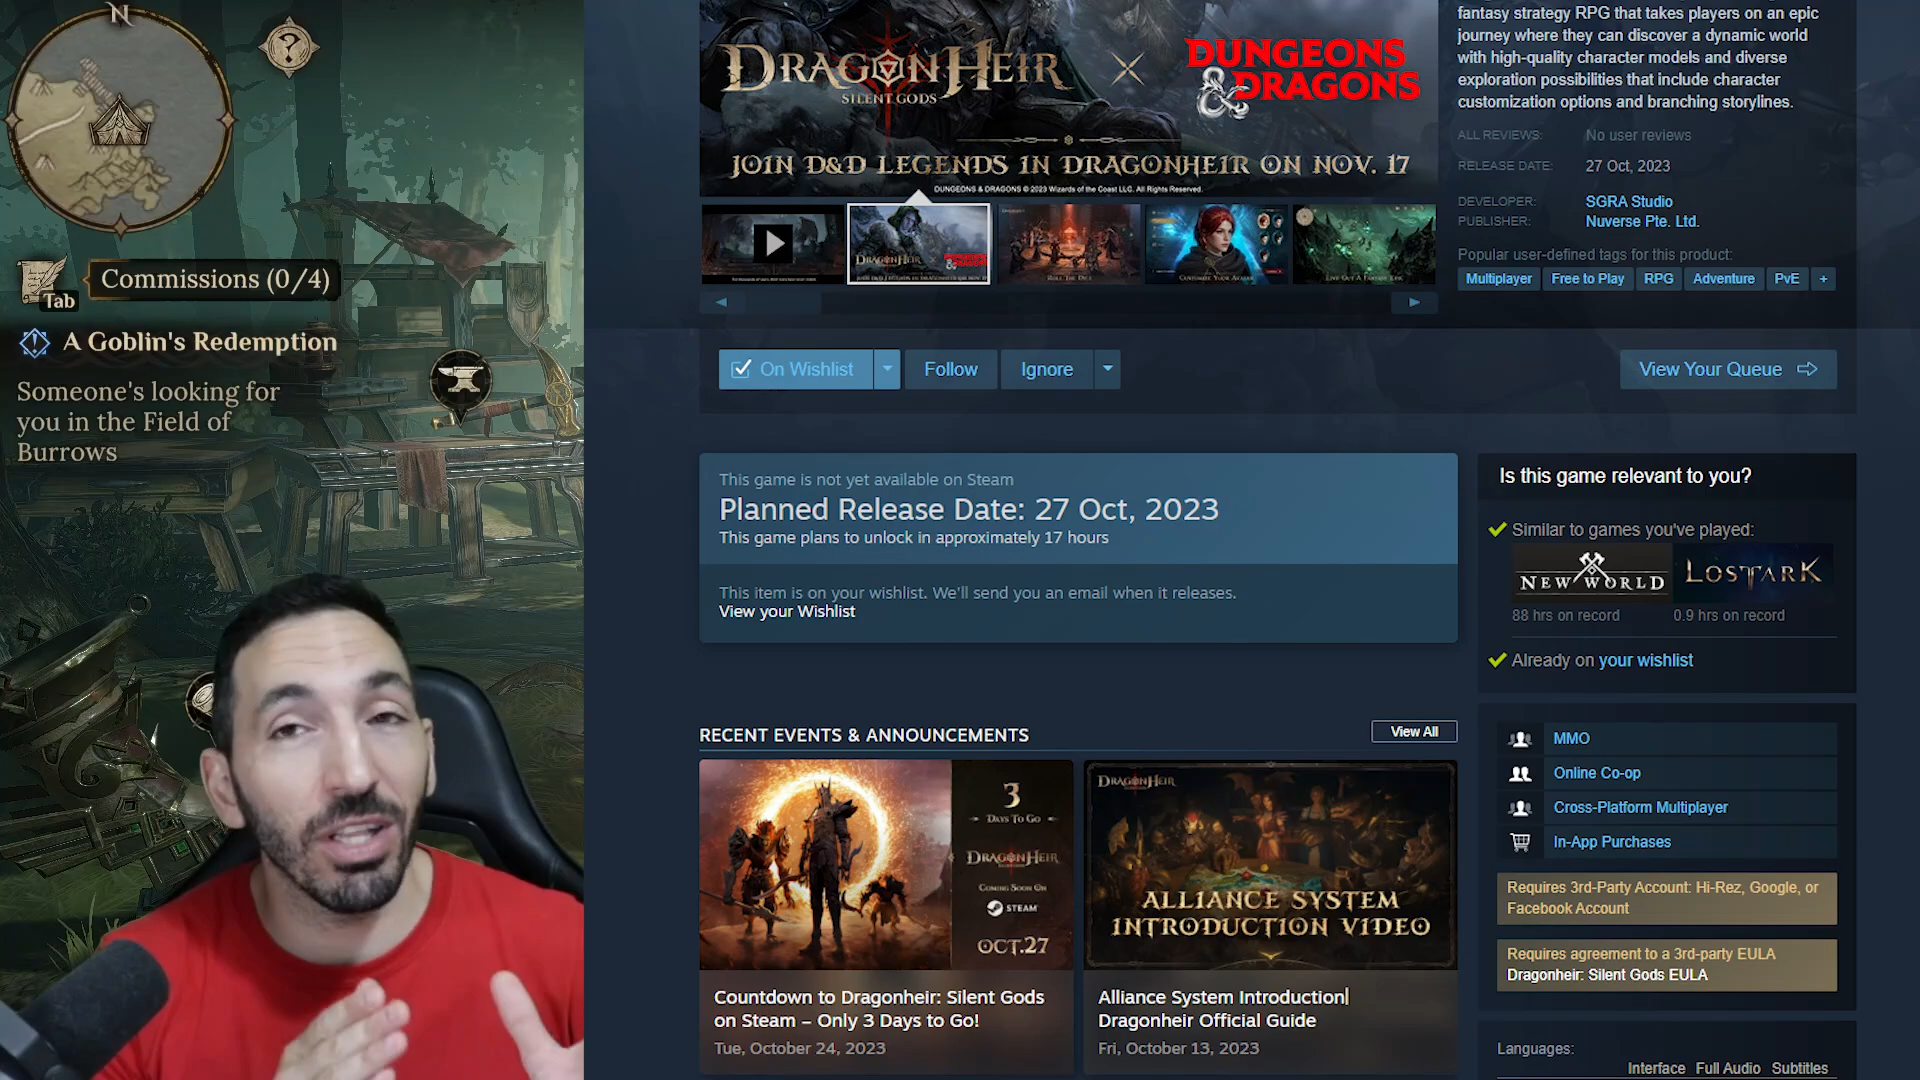 N
?
Commissions (0/4)
Tab
A Goblin's Redemption
Someone's looking for
you in the Field of
Burrows
DRAGONHEIR
SILENT GODS
DUNGEONS
& DRAGONS
JOIN D&D LEGENDS IN DRAGONHEIR ON NOV. 17
DUNGEONS & DRAGONS © 2023 Wizards of the Coast LLC. All Rights Reserved.
ROLL THE DICE
CUSTOMIZE YOUR AVATAR
LIVE OUT A FANTASY EPIC
fantasy strategy RPG that takes players on an epic
journey where they can discover a dynamic world
with high-quality character models and diverse
exploration possibilities that include character
customization options and branching storylines.
ALL REVIEWS: No user reviews
RELEASE DATE: 27 Oct, 2023
DEVELOPER: SGRA Studio
PUBLISHER: Nuverse Pte. Ltd.
Popular user-defined tags for this product:
Multiplayer Free to Play RPG Adventure PvE +
On Wishlist Follow Ignore View Your Queue
This game is not yet available on Steam
Planned Release Date: 27 Oct, 2023
This game plans to unlock in approximately 17 hours
This item is on your wishlist. We'll send you an email when it releases.
View your Wishlist
Is this game relevant to you?
Similar to games you've played:
NEW WORLD LOST ARK
88 hrs on record 0.9 hrs on record
Already on your wishlist
RECENT EVENTS & ANNOUNCEMENTS View All
3
DAYS TO GO
DRAGONHEIR
COMING SOON ON
STEAM
OCT.27
Countdown to Dragonheir: Silent Gods
on Steam – Only 3 Days to Go!
Tue, October 24, 2023
DRAGONHEIR
ALLIANCE SYSTEM
INTRODUCTION VIDEO
Alliance System Introduction|
Dragonheir Official Guide
Fri, October 13, 2023
MMO
Online Co-op
Cross-Platform Multiplayer
In-App Purchases
Requires 3rd-Party Account: Hi-Rez, Google, or
Facebook Account
Requires agreement to a 3rd-party EULA
Dragonheir: Silent Gods EULA
Languages:
Interface Full Audio Subtitles